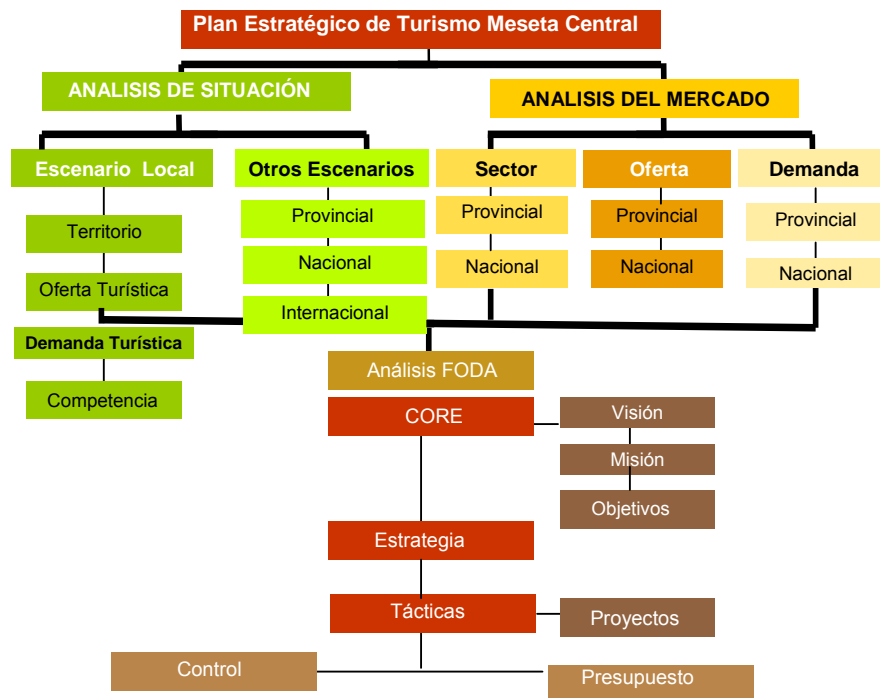 Plan Estratégico de Turismo Meseta Central
ANALISIS DE SITUACIÓN
ANALISIS DEL MERCADO
Escenario Local
Otros Escenarios
Sector
Oferta
Demanda
Territorio
Oferta Turística
Demanda Turística
Competencia
Provincial
Nacional
Internacional
Provincial
Nacional
Provincial
Nacional
Provincial
Nacional
Análisis FODA
CORE
Visión
Misión
Objetivos
Estrategia
Tácticas
Proyectos
Control
Presupuesto